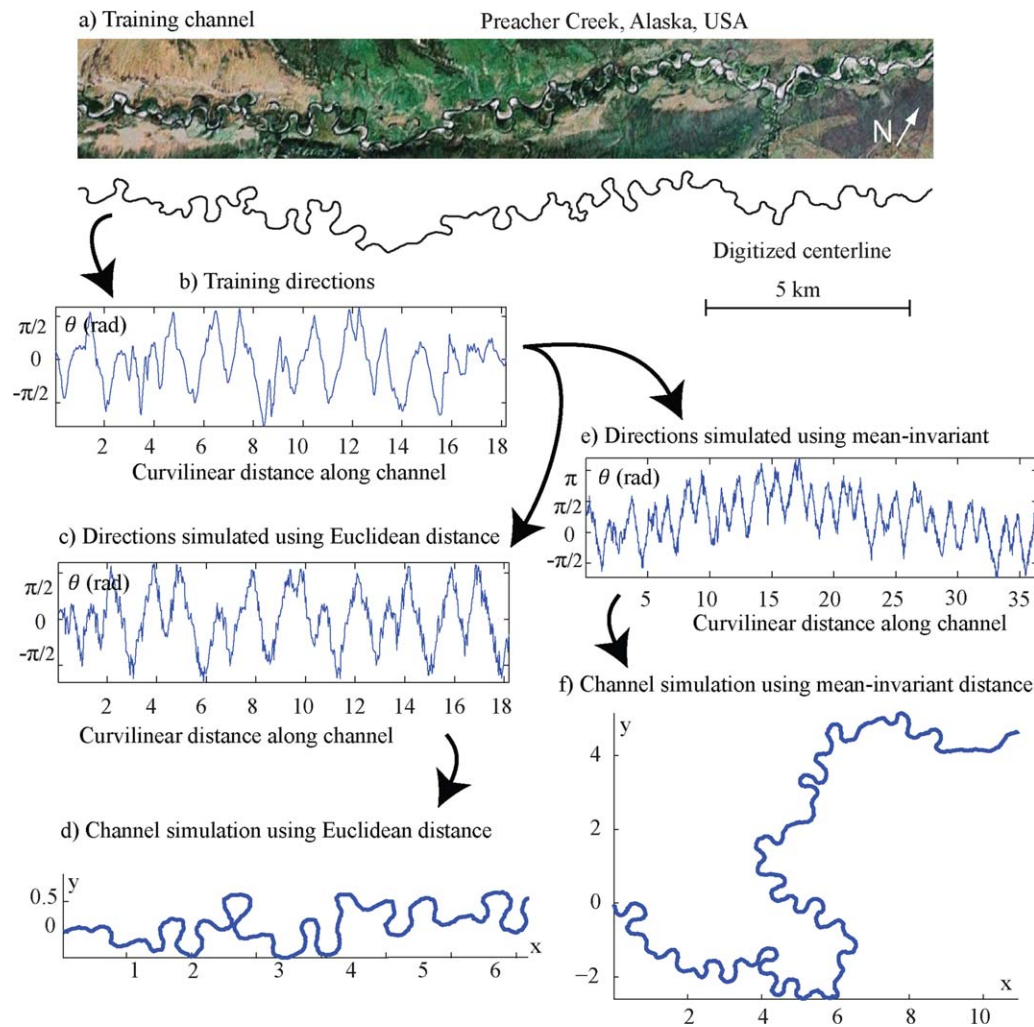 a) Training channel
Preacher Creek, Alaska, USA
N
Digitized centerline
5 km
b) Training directions
π/2
0
-π/2
θ (rad)
2 4 6 8 10 12 14 16 18
Curvilinear distance along channel
e) Directions simulated using mean-invariant
π
π/2
0
-π/2
θ (rad)
5 10 15 20 25 30 35
Curvilinear distance along channel
c) Directions simulated using Euclidean distance
π/2
0
-π/2
θ (rad)
2 4 6 8 10 12 14 16 18
Curvilinear distance along channel
f) Channel simulation using mean-invariant distance
y
4
2
0
−2
2 4 6 8 10
x
d) Channel simulation using Euclidean distance
y
0.5
0
x
1 2 3 4 5 6